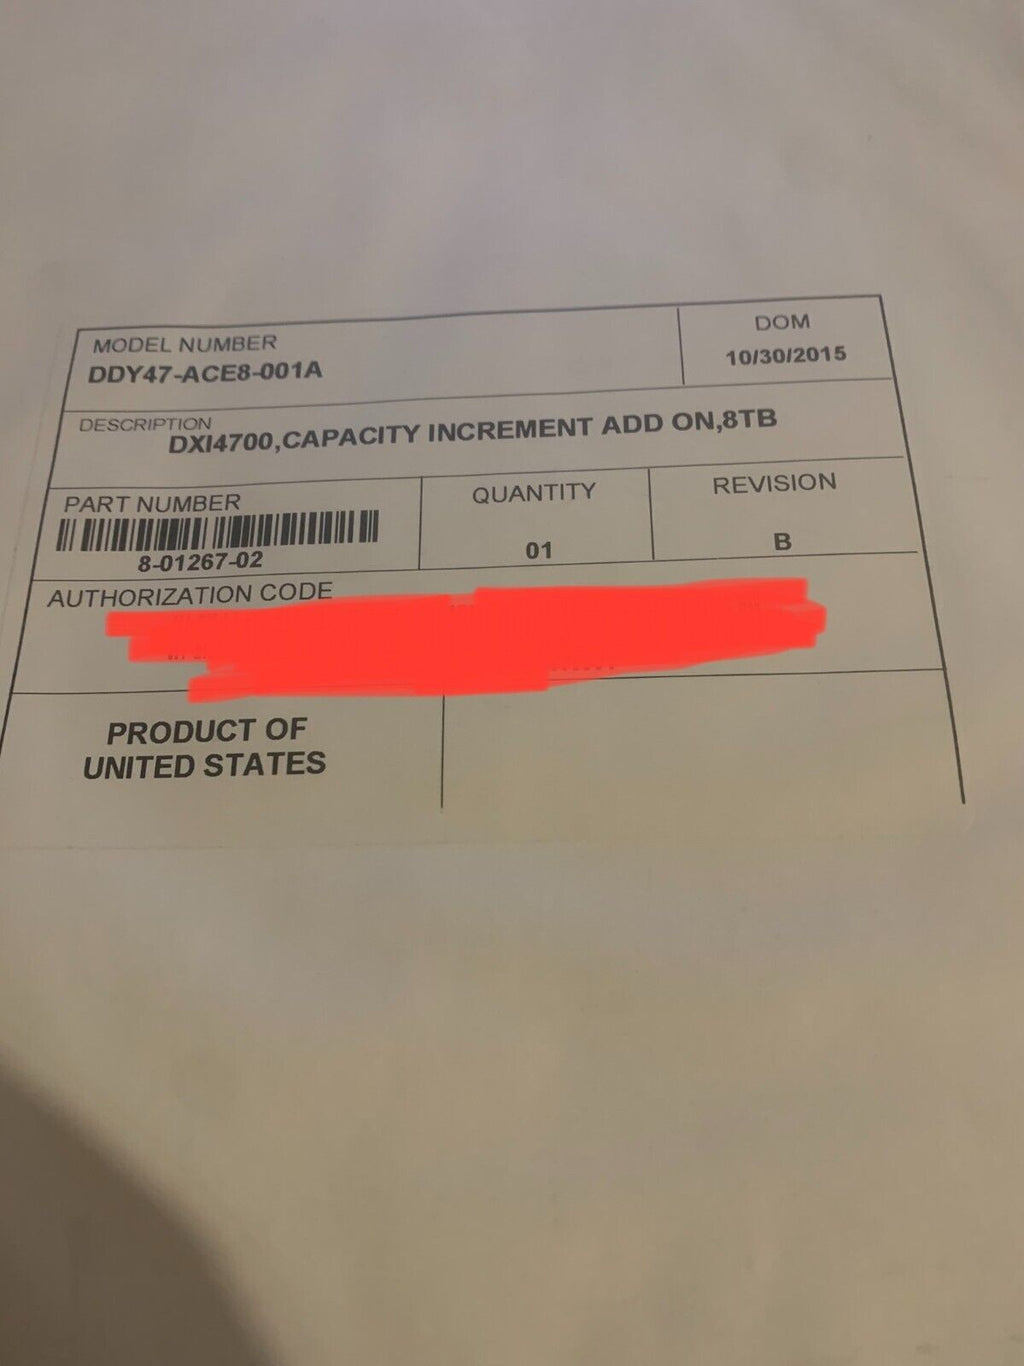 MODEL NUMBER
DDY47-ACE8-001A
DOM
10/30/2015
DESCRIPTION
DXI4700,CAPACITY INCREMENT ADD ON,8TB
PART NUMBER
8-01267-02
QUANTITY
01
REVISION
B
AUTHORIZATION CODE
PRODUCT OF
UNITED STATES